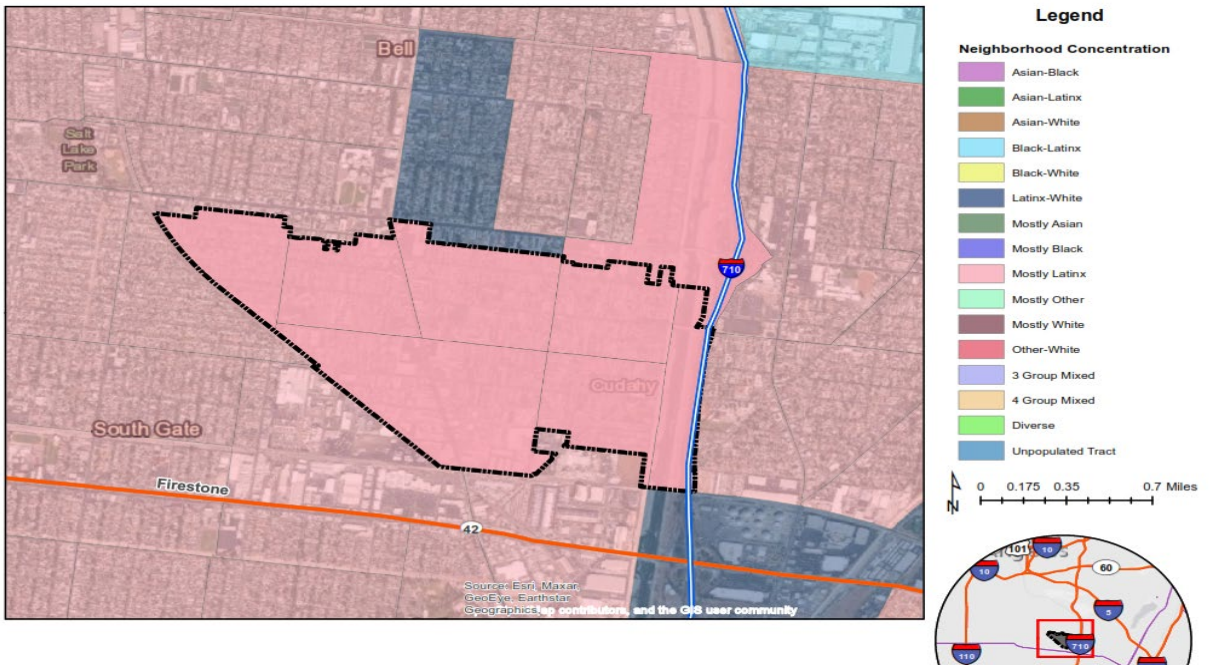 Bell
Salt
Lake
Park
710
Cudahy
South Gate
Firestone
42
Source: Esri, Maxar,
GeoEye, Earthstar
Geographics,
ap contributors, and the GIS user community
Legend
Neighborhood Concentration
Asian-Black
Asian-Latinx
Asian-White
Black-Latinx
Black-White
Latinx-White
Mostly Asian
Mostly Black
Mostly Latinx
Mostly Other
Mostly White
Other-White
3 Group Mixed
4 Group Mixed
Diverse
Unpopulated Tract
N
0 0.175 0.35 0.7 Miles
101
10
10
60
5
710
110